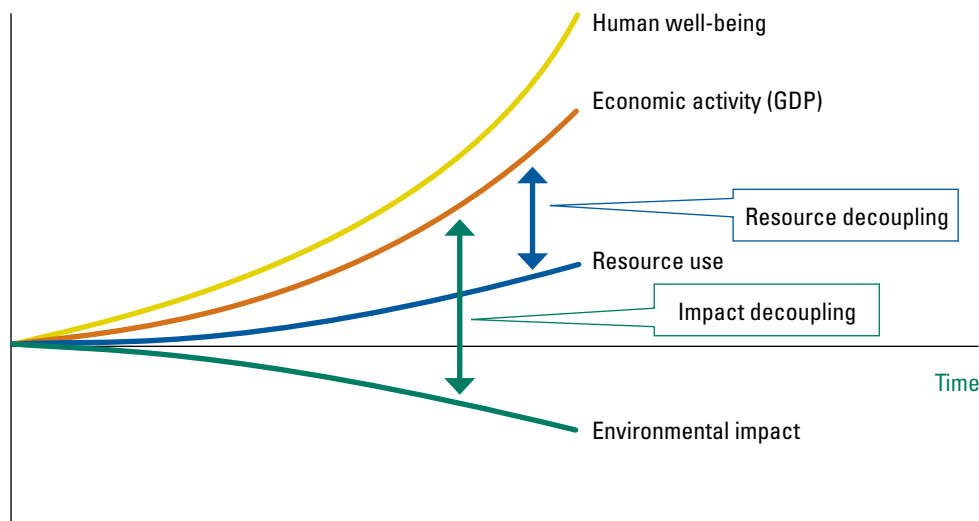 Human well-being
Economic activity (GDP)
Resource decoupling
Resource use
Impact decoupling
Time
Environmental impact